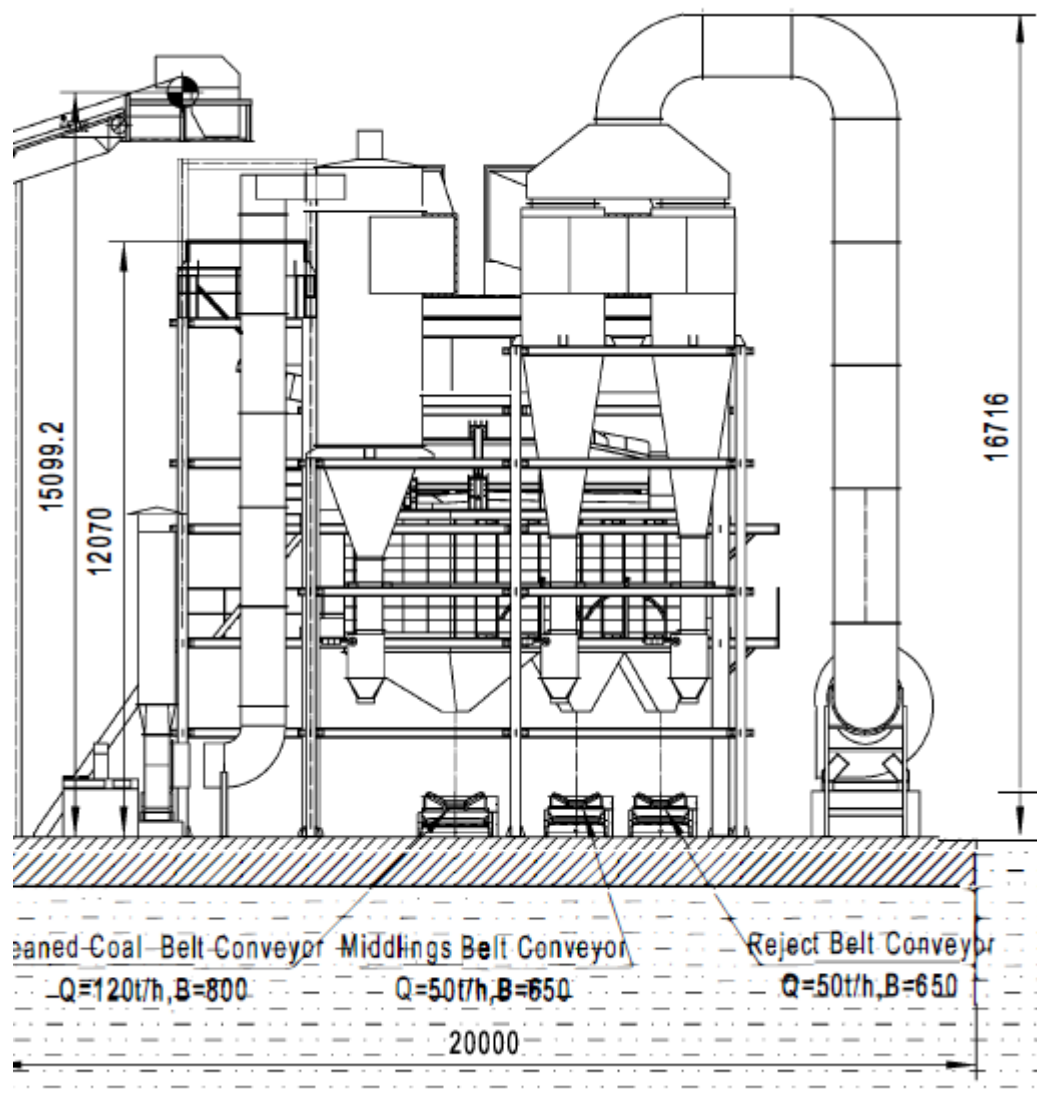 15099.2
12070
16716
eaned Coal Belt Conveyor
Q=120t/h,B=800
Middlings Belt Conveyor
Q=50t/h,B=650
Reject Belt Conveyor
Q=50t/h,B=650
20000